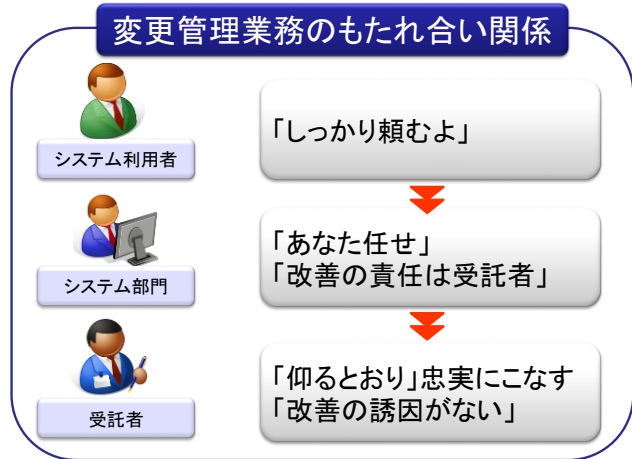 変更管理業務のもたれ合い関係
システム利用者
「しっかり頼むよ」
システム部門
「あなた任せ」
「改善の責任は受託者」
受託者
「仰るとおり」忠実にこなす
「改善の誘因がない」